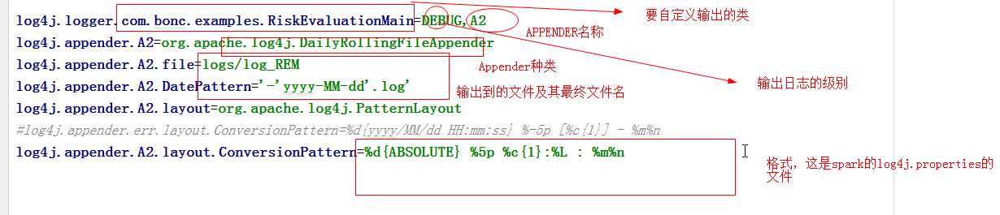 log4j.logger.com.bonc.examples.RiskEvaluationMain=DEBUG,A2
要自定义输出的类
APPENDER名称
log4j.appender.A2=org.apache.log4j.DailyRollingFileAppender
log4j.appender.A2.file=logs/log_REM
Appender种类
log4j.appender.A2.DatePattern='-'yyyy-MM-dd'.log'
输出到的文件及其最终文件名
输出日志的级别
log4j.appender.A2.layout=org.apache.log4j.PatternLayout
#log4j.appender.err.layout.ConversionPattern=%d{yyyy/MM/dd HH:mm:ss} %-5p [%c{1}] - %m%n
log4j.appender.A2.layout.ConversionPattern=%d{ABSOLUTE} %5p %c{1}:%L : %m%n
格式，这是spark的log4j.properties的
文件